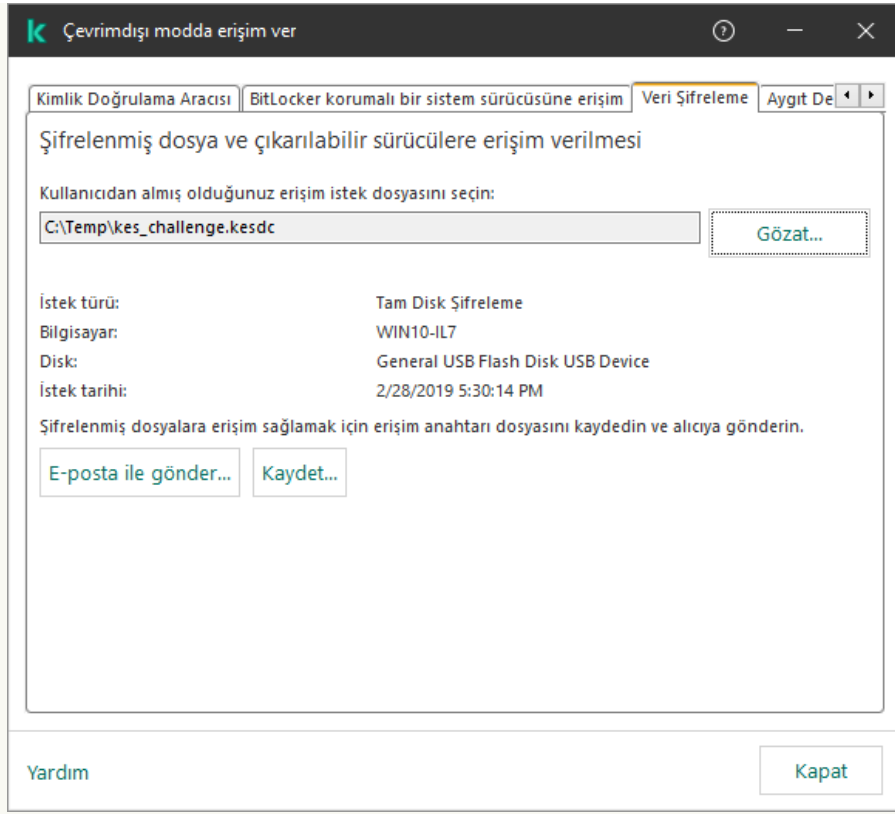 Çevrimdışı modda erişim ver
Kimlik Doğrulama Aracısı BitLocker korumalı bir sistem sürücüsüne erişim Veri Şifreleme Aygıt De
Şifrelenmiş dosya ve çıkarılabilir sürücülere erişim verilmesi
Kullanıcıdan almış olduğunuz erişim istek dosyasını seçin:
C:\Temp\kes_challenge.kesdc Gözat...
İstek türü: Tam Disk Şifreleme
Bilgisayar: WIN10-IL7
Disk: General USB Flash Disk USB Device
İstek tarihi: 2/28/2019 5:30:14 PM
Şifrelenmiş dosyalara erişim sağlamak için erişim anahtarı dosyasını kaydedin ve alıcıya gönderin.
E-posta ile gönder... Kaydet...
Yardım Kapat